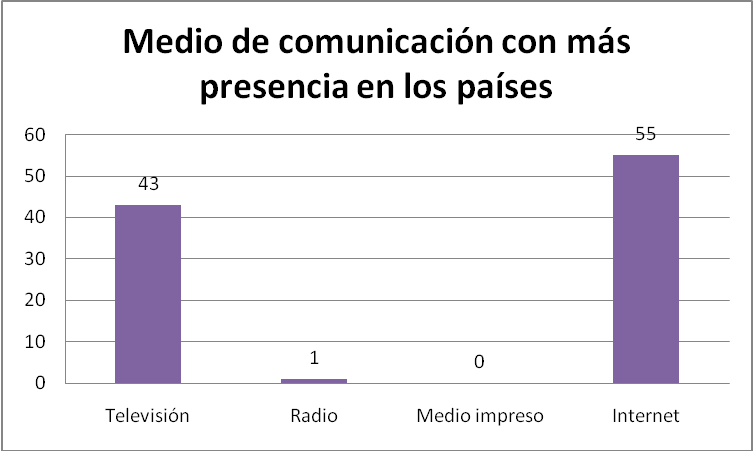 Medio de comunicación con más
presencia en los países
60
50
40
30
20
10
0
43
1
0
55
Televisión
Radio
Medio impreso
Internet